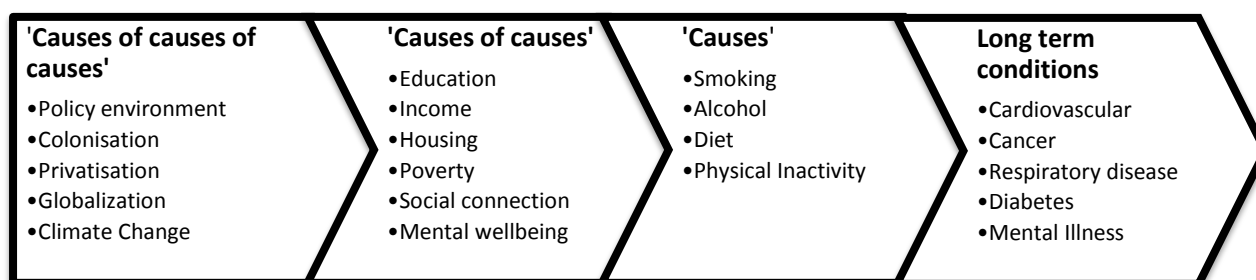 'Causes of causes of
causes'
•Policy environment
•Colonisation
•Privatisation
•Globalization
•Climate Change
'Causes of causes'
•Education
•Income
•Housing
•Poverty
•Social connection
•Mental wellbeing
'Causes'
•Smoking
•Alcohol
•Diet
•Physical Inactivity
Long term
conditions
•Cardiovascular
•Cancer
•Respiratory disease
•Diabetes
•Mental Illness